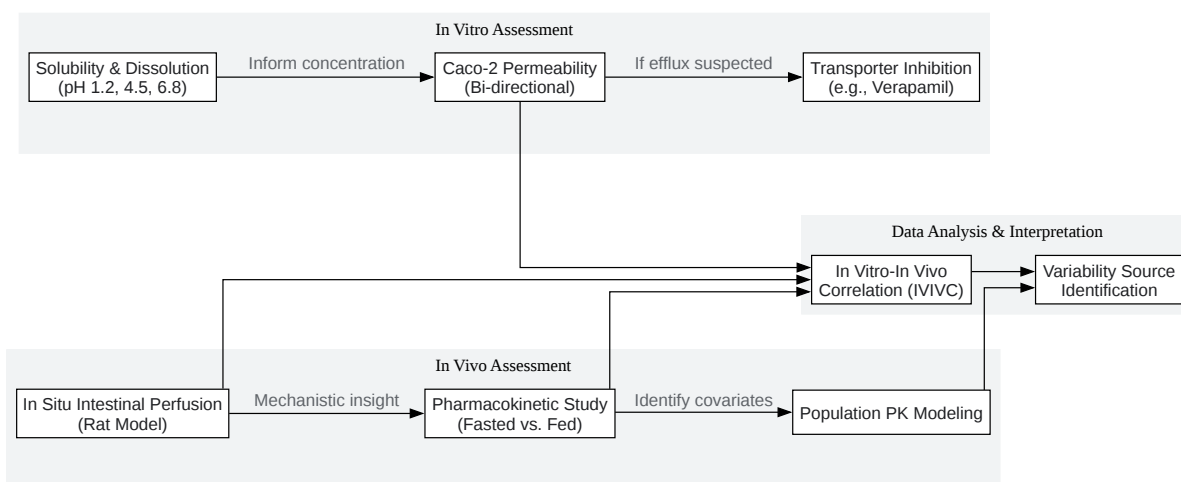 In Vitro Assessment
Solubility & Dissolution
(pH 1.2, 4.5, 6.8)
Inform concentration
Caco-2 Permeability
(Bi-directional)
If efflux suspected
Transporter Inhibition
(e.g., Verapamil)
Data Analysis & Interpretation
In Vitro-In Vivo
Correlation (IVIVC)
Variability Source
Identification
In Vivo Assessment
In Situ Intestinal Perfusion
(Rat Model)
Mechanistic insight
Pharmacokinetic Study
(Fasted vs. Fed)
Identify covariates
Population PK Modeling